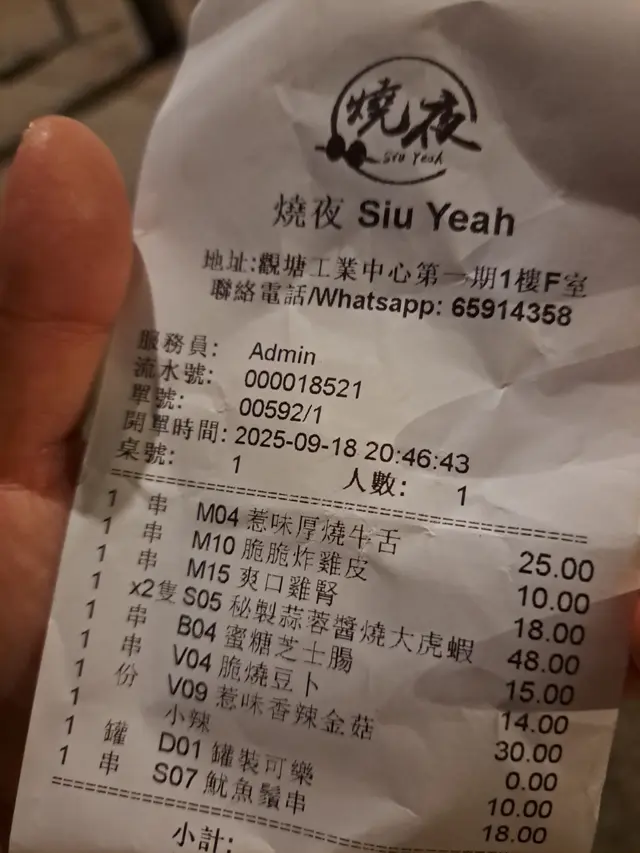 燒夜
Siu Yeah
燒夜 Siu Yeah
地址:觀塘工業中心第一期1樓F室
聯絡電話/Whatsapp: 65914358
服務員: Admin
流水號: 000018521
單號: 00592/1
開單時間: 2025-09-18 20:46:43
桌號: 1 人數: 1
1 串 M04 惹味厚燒牛舌 25.00
1 串 M10 脆脆炸雞皮 10.00
1 串 M15 爽口雞腎 18.00
1 x2隻 S05 秘製蒜蓉醬燒大虎蝦 48.00
1 串 B04 蜜糖芝士腸 15.00
1 串 V04 脆燒豆卜 14.00
1 份 V09 惹味香辣金菇 30.00
1 小辣 0.00
1 罐 D01 罐裝可樂 10.00
1 串 S07 魷魚鬚串 18.00
小計: